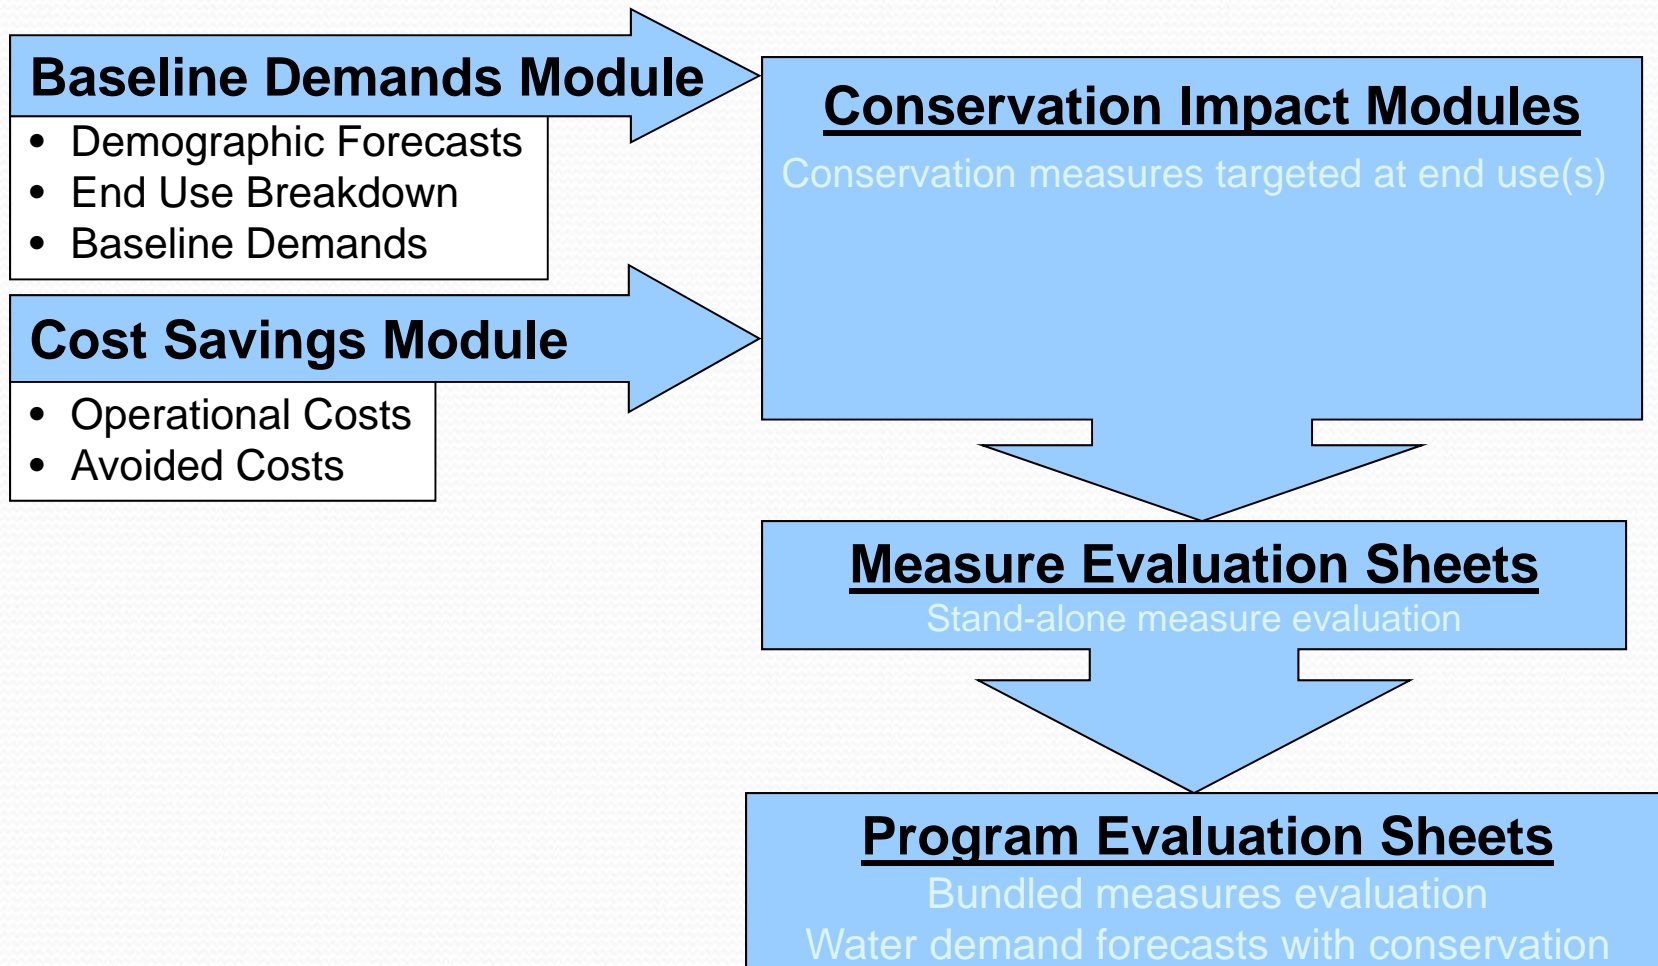 Baseline Demands Module
• Demographic Forecasts
• End Use Breakdown
• Baseline Demands
Cost Savings Module
• Operational Costs
• Avoided Costs
Conservation Impact Modules
Conservation measures targeted at end use(s)
Measure Evaluation Sheets
Stand-alone measure evaluation
Program Evaluation Sheets
Bundled measures evaluation
Water demand forecasts with conservation